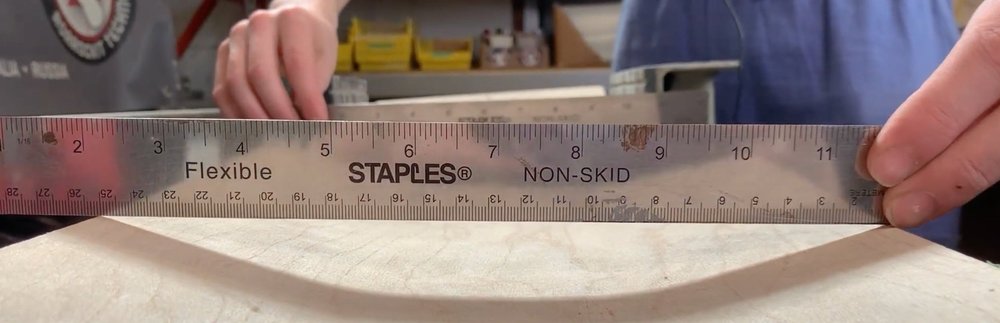 ALIA • RUSSIA
1/16 2 3 4 5 6 7 8 9 10 11
Flexible STAPLES® NON-SKID
28 27 26 25 24 23 22 21 20 19 18 17 16 15 14 13 12 11 10 9 8 7 6 5 4 3 2